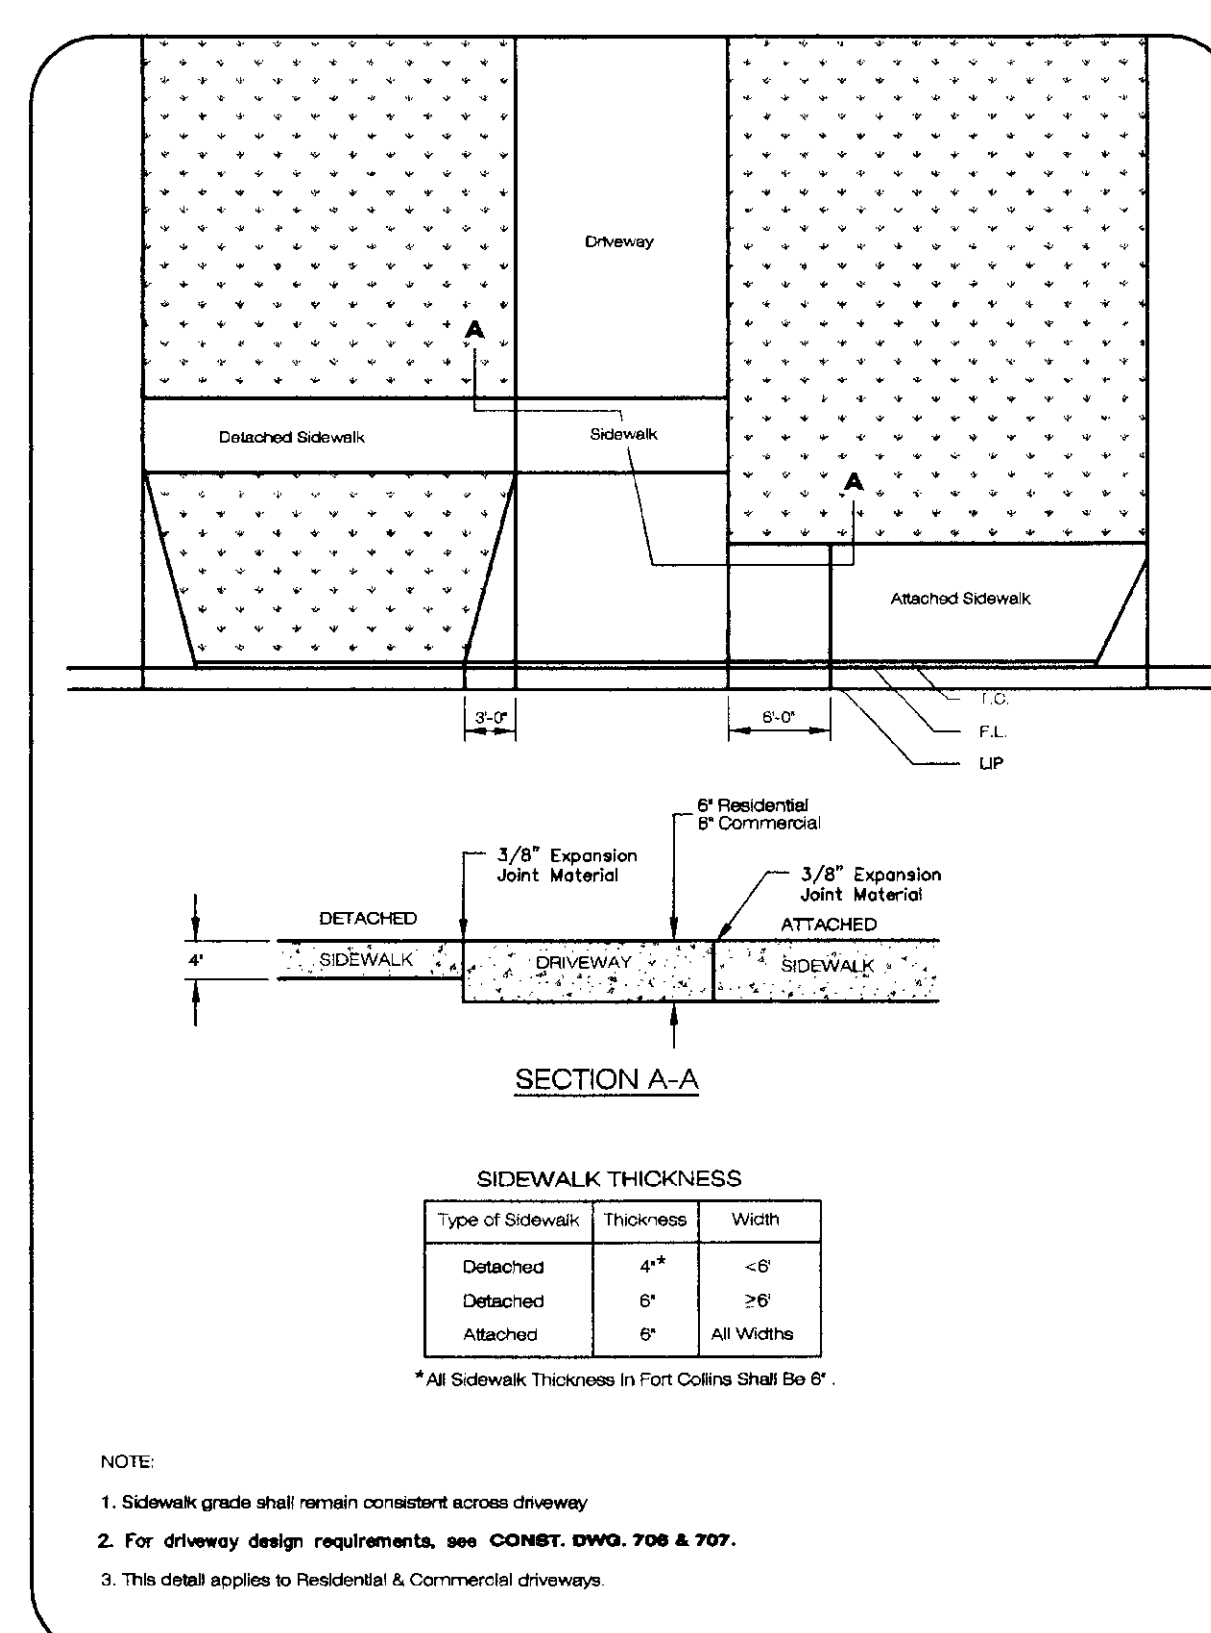 Driveway
A
Detached Sidewalk
Sidewalk
A
Attached Sidewalk
3'-0"
6'-0"
T.C.
F.L.
LIP
6" Residential
8" Commercial
3/8" Expansion
Joint Material
3/8" Expansion
Joint Material
DETACHED
ATTACHED
4"
SIDEWALK
DRIVEWAY
SIDEWALK
SECTION A-A
SIDEWALK THICKNESS
Type of Sidewalk Thickness Width
Detached 4"* <6'
Detached 6" ≥6'
Attached 6" All Widths
*All Sidewalk Thickness In Fort Collins Shall Be 6".
NOTE:
1. Sidewalk grade shall remain consistent across driveway
2. For driveway design requirements, see CONST. DWG. 706 & 707.
3. This detail applies to Residential & Commercial driveways.